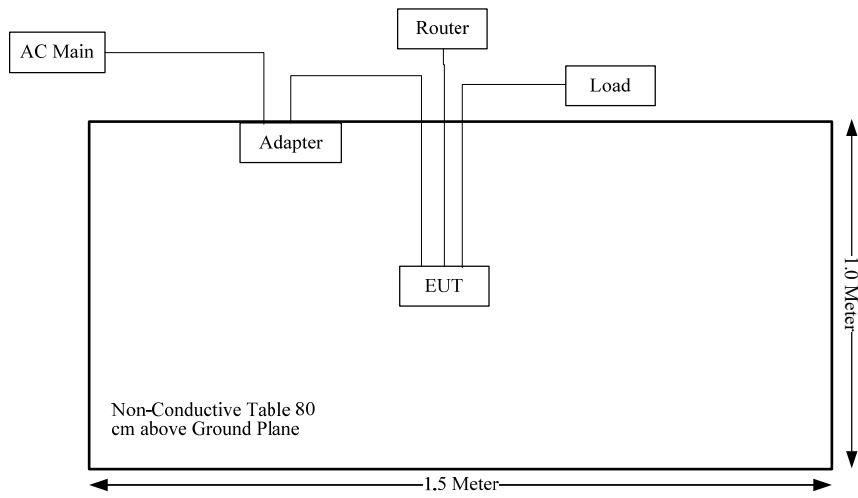 Router
AC Main
Load
Adapter
EUT
1.0 Meter
Non-Conductive Table 80
cm above Ground Plane
1.5 Meter